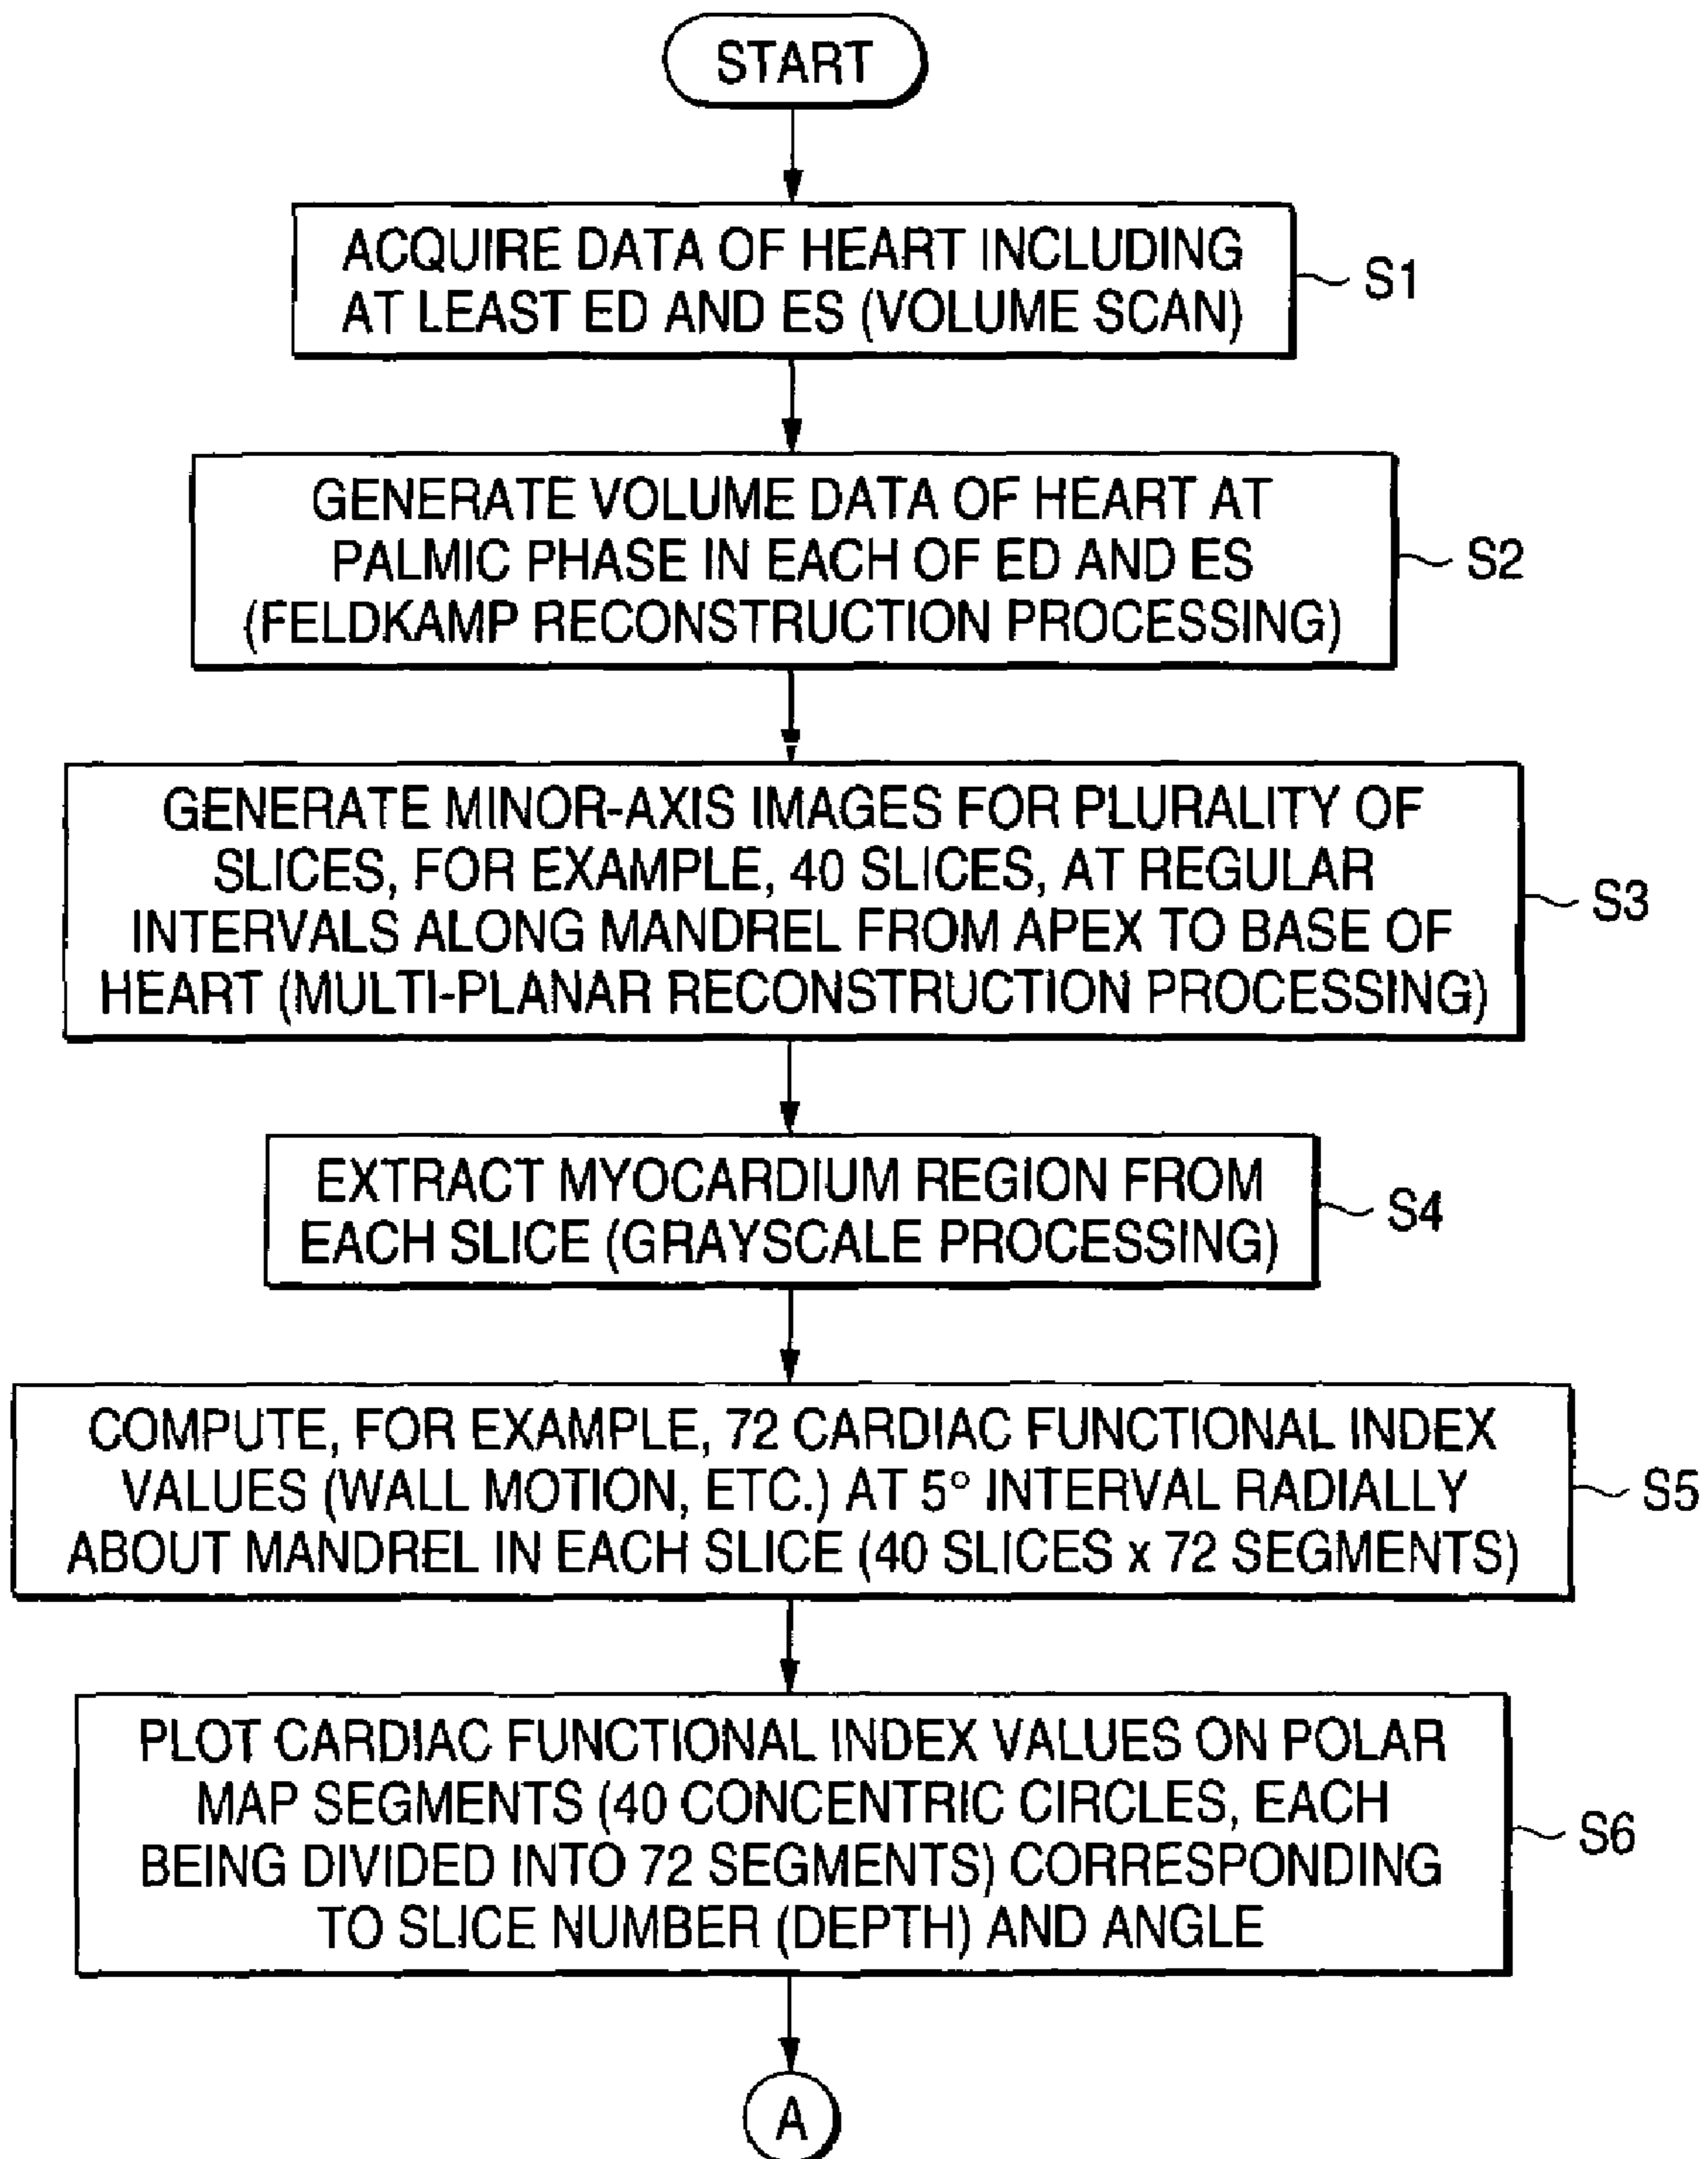 START
ACQUIRE DATA OF HEART INCLUDING
AT LEAST ED AND ES (VOLUME SCAN)
S1
GENERATE VOLUME DATA OF HEART AT
PALMIC PHASE IN EACH OF ED AND ES
(FELDKAMP RECONSTRUCTION PROCESSING)
S2
GENERATE MINOR-AXIS IMAGES FOR PLURALITY OF
SLICES, FOR EXAMPLE, 40 SLICES, AT REGULAR
INTERVALS ALONG MANDREL FROM APEX TO BASE OF
HEART (MULTI-PLANAR RECONSTRUCTION PROCESSING)
S3
EXTRACT MYOCARDIUM REGION FROM
EACH SLICE (GRAYSCALE PROCESSING)
S4
COMPUTE, FOR EXAMPLE, 72 CARDIAC FUNCTIONAL INDEX
VALUES (WALL MOTION, ETC.) AT 5° INTERVAL RADIALLY
ABOUT MANDREL IN EACH SLICE (40 SLICES x 72 SEGMENTS)
S5
PLOT CARDIAC FUNCTIONAL INDEX VALUES ON POLAR
MAP SEGMENTS (40 CONCENTRIC CIRCLES, EACH
BEING DIVIDED INTO 72 SEGMENTS) CORRESPONDING
TO SLICE NUMBER (DEPTH) AND ANGLE
S6
A